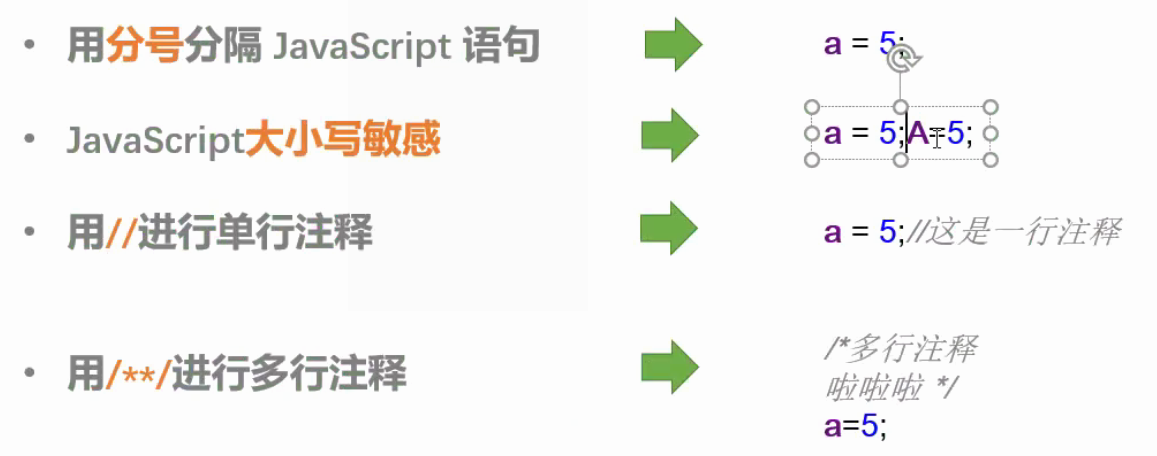 • 用分号分隔 JavaScript 语句
a = 5;
• JavaScript大小写敏感
a = 5;A=5;
• 用//进行单行注释
a = 5;//这是一行注释
• 用/**/进行多行注释
/*多行注释
啦啦啦 */
a=5;